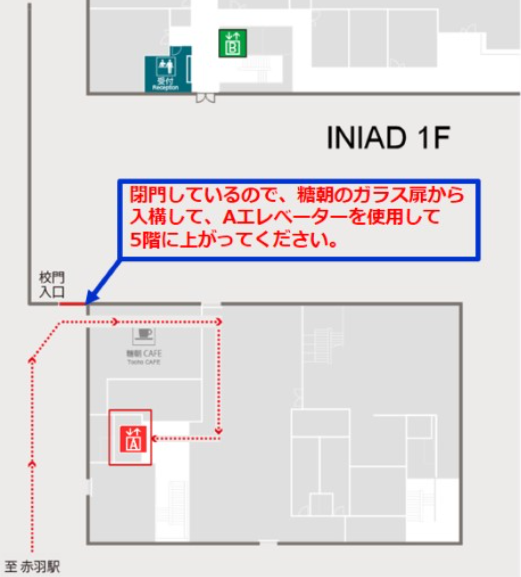 B
受付
Reception
INIAD 1F
閉門しているので、糖朝のガラス扉から
入構して、Aエレベーターを使用して
5階に上がってください。
校門
入口
糖朝 CAFE
A
至 赤羽駅